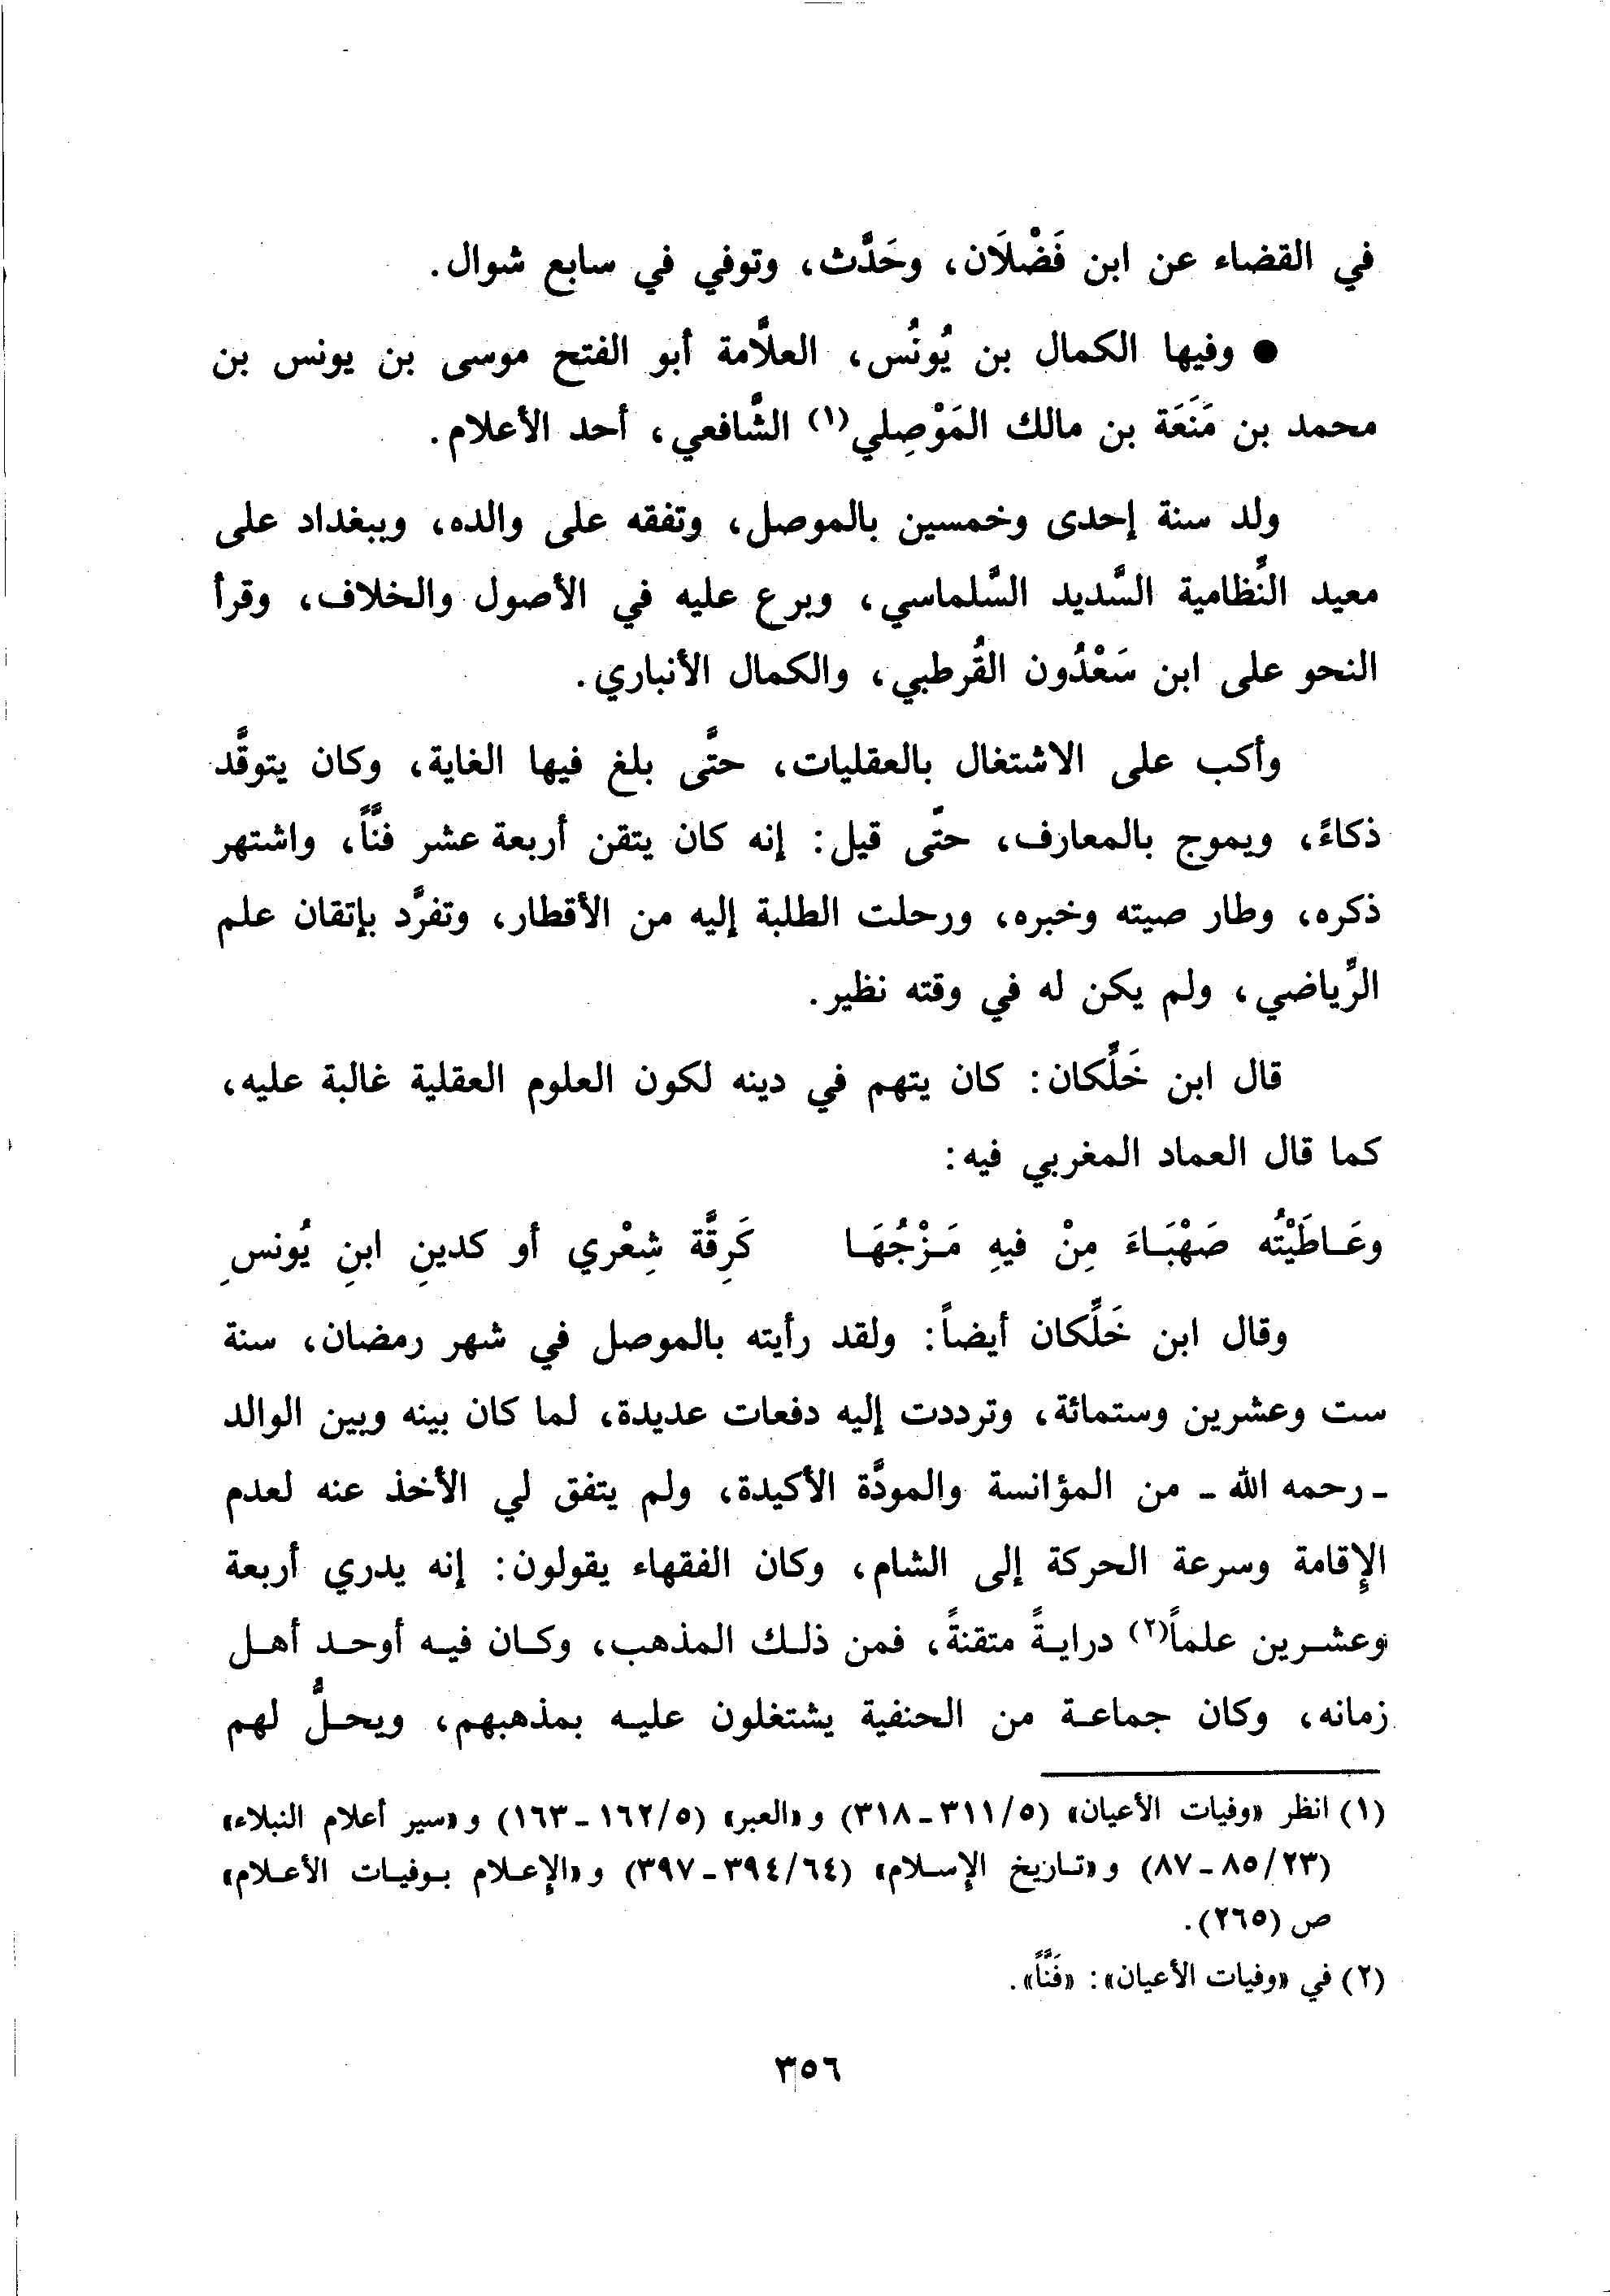 في القضاء عن ابن فَضْلَان، وحَدَّث، وتوفي في سابع شوال.
● وفيها الكمال بن يُونُس، العلاَّمة أبو الفتح موسى بن يونس بن
محمد بن مَنَعَة بن مالك المَوْصِلي(١) الشَّافعي، أحد الأعلام.
ولد سنة إحدى وخمسين بالموصل، وتفقه على والده، وببغداد على
معيد النِّظامية السَّديد السَّلماسي، وبرع عليه في الأصول والخلاف، وقرأ
النحو على ابن سَعْدُون القُرطبي، والكمال الأنباري.
وأكب على الاشتغال بالعقليات، حتَّى بلغ فيها الغاية، وكان يتوقَّد
ذكاءً، ويموج بالمعارف، حتَّى قيل: إنه كان يتقن أربعة عشر فنَّاً، واشتهر
ذكره، وطار صيته وخبره، ورحلت الطلبة إليه من الأقطار، وتفرَّد بإتقان علم
الرِّياضي، ولم يكن له في وقته نظير.
قال ابن خَلِّكان: كان يتهم في دينه لكون العلوم العقلية غالبة عليه،
كما قال العماد المغربي فيه:
وعَاطَيْتُه صَهْبَاءَ مِنْ فيهِ مَزْجُهَا كَرِقَّة شِعْري أو كدينِ ابنِ يُونسِ
وقال ابن خَلِّكان أيضاً: ولقد رأيته بالموصل في شهر رمضان، سنة
ست وعشرين وستمائة، وترددت إليه دفعات عديدة، لما كان بينه وبين الوالد
- رحمه الله - من المؤانسة والمودَّة الأكيدة، ولم يتفق لي الأخذ عنه لعدم
الإقامة وسرعة الحركة إلى الشام، وكان الفقهاء يقولون: إنه يدري أربعة
وعشرين علماً(٢) درايةً متقنةً، فمن ذلك المذهب، وكان فيه أوحد أهل
زمانه، وكان جماعة من الحنفية يشتغلون عليه بمذهبهم، ويحلُّ لهم
(١) انظر «وفيات الأعيان» (٥/ ٣١١ - ٣١٨) و«العبر» (٥/ ١٦٢ - ١٦٣) و«سير أعلام النبلاء»
(٢٣/ ٨٥ - ٨٧) و«تاريخ الإسلام» (٦٤/ ٣٩٤ - ٣٩٧) و«الإعلام بوفيات الأعلام»
ص (٢٦٥).
(٢) في «وفيات الأعيان»: «فَنَّاً».
٣٥٦